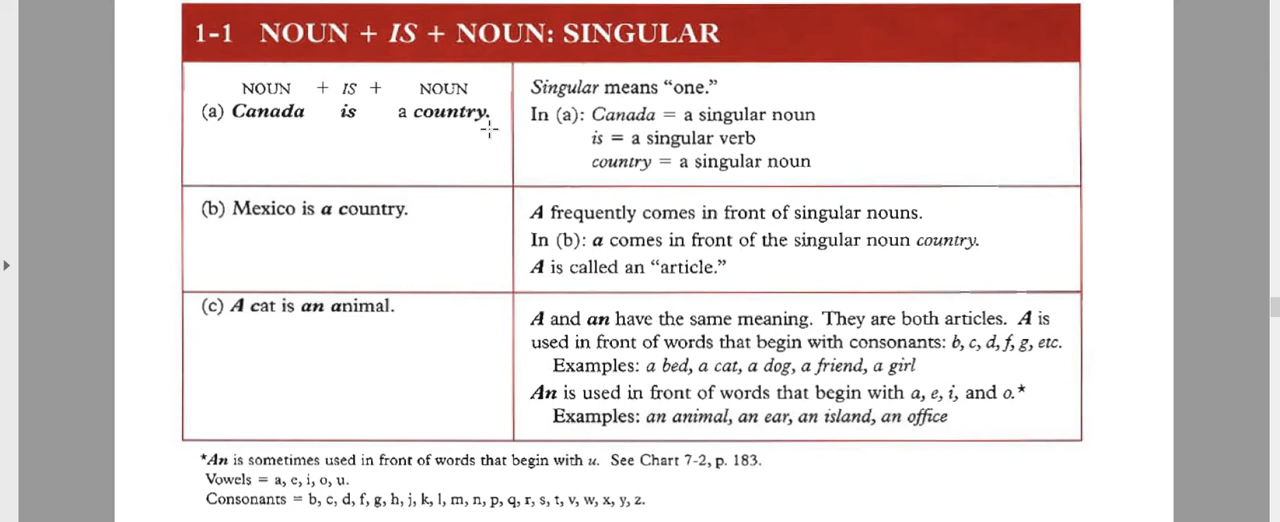 1-1 NOUN + IS + NOUN: SINGULAR
NOUN + IS + NOUN
(a) Canada is a country.
Singular means “one.”
In (a): Canada = a singular noun
is = a singular verb
country = a singular noun
(b) Mexico is a country.
A frequently comes in front of singular nouns.
In (b): a comes in front of the singular noun country.
A is called an “article.”
(c) A cat is an animal.
A and an have the same meaning. They are both articles. A is
used in front of words that begin with consonants: b, c, d, f, g, etc.
Examples: a bed, a cat, a dog, a friend, a girl
An is used in front of words that begin with a, e, i, and o.*
Examples: an animal, an ear, an island, an office
*An is sometimes used in front of words that begin with u. See Chart 7-2, p. 183.
Vowels = a, e, i, o, u.
Consonants = b, c, d, f, g, h, j, k, l, m, n, p, q, r, s, t, v, w, x, y, z.